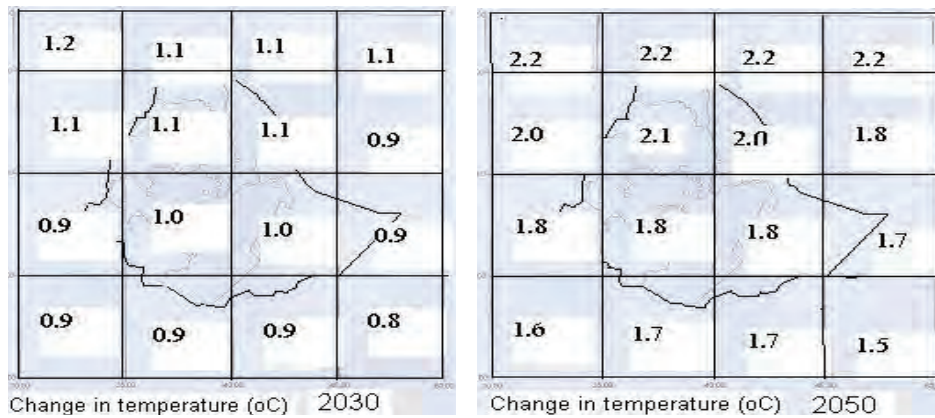 1.2 1.1 1.1 1.1
1.1 1.1 1.1 0.9
0.9 1.0 1.0 0.9
0.9 0.9 0.9 0.8
Change in temperature (oC) 2030
2.2 2.2 2.2 2.2
2.0 2.1 2.0 1.8
1.8 1.8 1.8 1.7
1.6 1.7 1.7 1.5
Change in temperature (oC) 2050